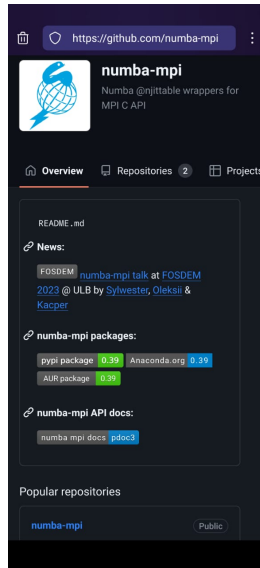 https://github.com/numba-mpi
numba-mpi
Numba @njittable wrappers for
MPI C API
Overview
Repositories 2
Projects
README.md
News:
FOSDEM numba-mpi talk at FOSDEM
2023 @ ULB by Sylwester, Oleksii &
Kacper
numba-mpi packages:
pypi package 0.39 Anaconda.org 0.39
AUR package 0.39
numba-mpi API docs:
numba mpi docs pdoc3
Popular repositories
numba-mpi
Public